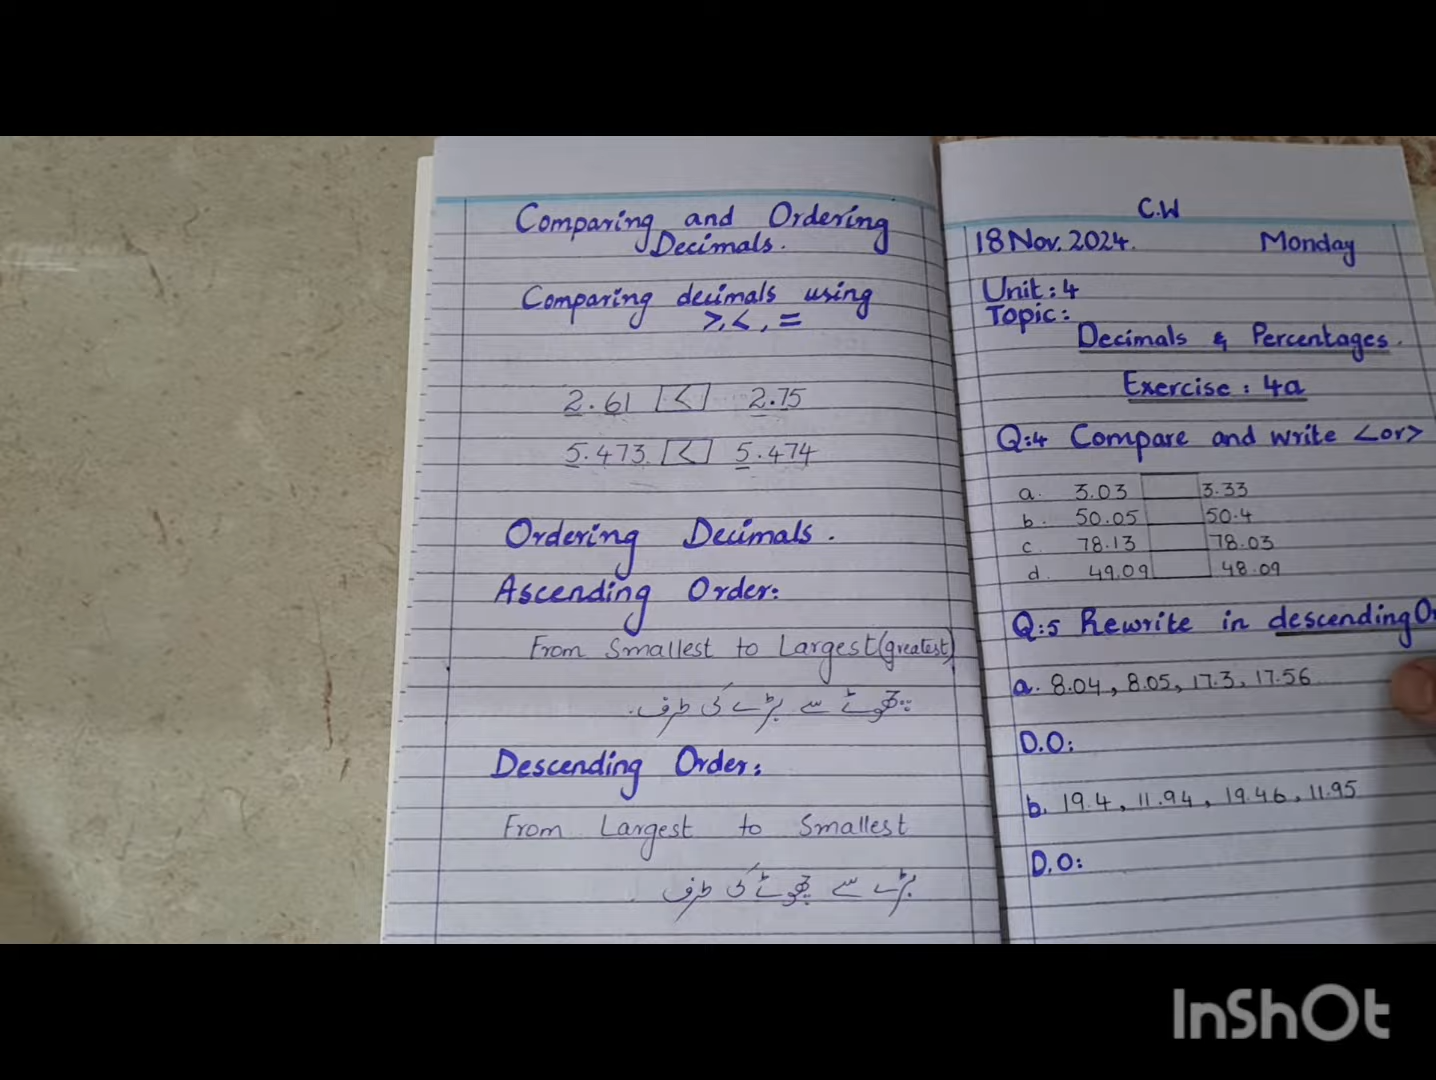 Comparing and Ordering
Decimals.
Comparing decimals using
>, <, =
2.61 < 2.75
5.473 < 5.474
Ordering Decimals.
Ascending Order:
From Smallest to Largest (greatest)
چھوٹے سے بڑے کی طرف۔
Descending Order:
From Largest to Smallest
بڑے سے چھوٹے کی طرف۔
C.W
18 Nov. 2024. Monday
Unit: 4
Topic:
Decimals & Percentages.
Exercise: 4a
Q:4 Compare and write < or >
a. 3.03 3.33
b. 50.05 50.4
c. 78.13 78.03
d. 49.09 48.09
Q:5 Rewrite in descending
a. 8.04, 8.05, 17.3, 17.56
D.O:
b. 19.4, 11.94, 19.46, 11.95
D.O:
InShOt